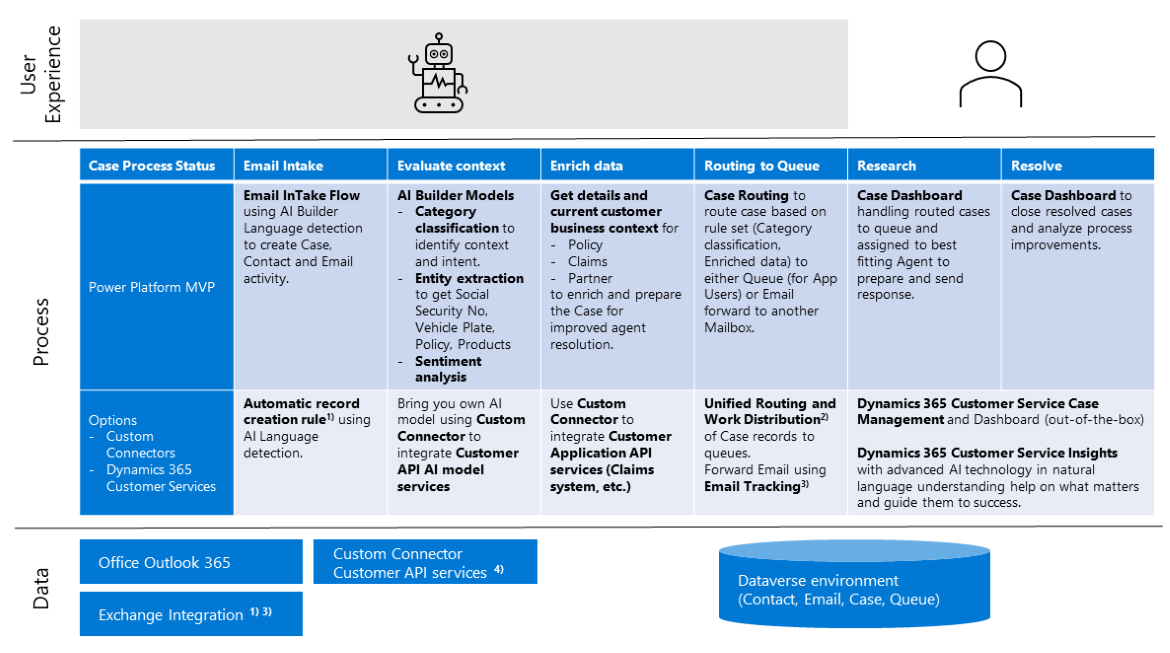 User
Experience
Case Process Status
Email Intake
Evaluate context
Enrich data
Routing to Queue
Research
Resolve
Process
Power Platform MVP
Email InTake Flow
using AI Builder
Language detection
to create Case,
Contact and Email
activity.
AI Builder Models
- Category
classification to
identify context
and intent.
- Entity extraction
to get Social
Security No,
Vehicle Plate,
Policy, Products
- Sentiment
analysis
Get details and
current customer
business context for
- Policy
- Claims
- Partner
to enrich and prepare
the Case for
improved agent
resolution.
Case Routing to
route case based on
rule set (Category
classification,
Enriched data) to
either Queue (for App
Users) or Email
forward to another
Mailbox.
Case Dashboard
handling routed cases
to queue and
assigned to best
fitting Agent to
prepare and send
response.
Case Dashboard to
close resolved cases
and analyze process
improvements.
Options
- Custom
Connectors
- Dynamics 365
Customer Services
Automatic record
creation rule1) using
AI Language
detection.
Bring you own AI
model using Custom
Connector to
integrate Customer
API AI model
services
Use Custom
Connector to
integrate Customer
Application API
services (Claims
system, etc.)
Unified Routing and
Work Distribution2)
of Case records to
queues.
Forward Email using
Email Tracking3)
Dynamics 365 Customer Service Case
Management and Dashboard (out-of-the-box)
Dynamics 365 Customer Service Insights
with advanced AI technology in natural
language understanding help on what matters
and guide them to success.
Data
Office Outlook 365
Custom Connector
Customer API services 4)
Exchange Integration 1) 3)
Dataverse environment
(Contact, Email, Case, Queue)